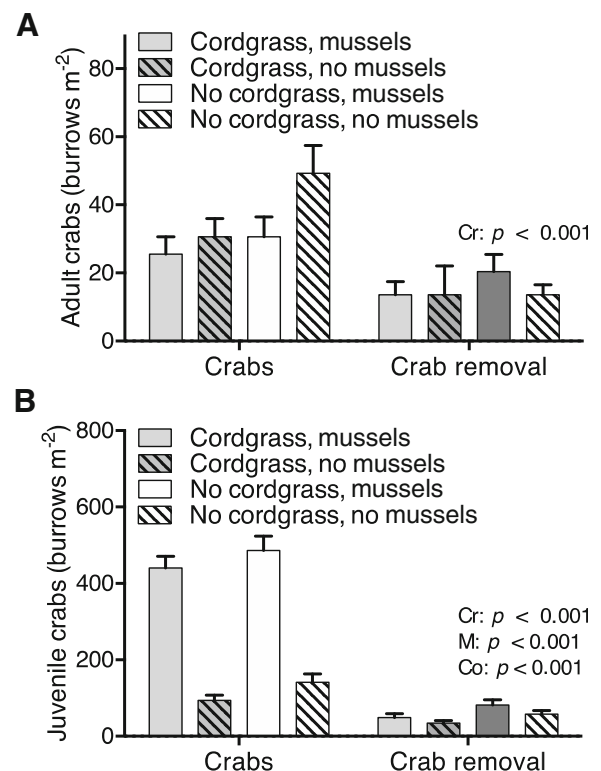 A
Cordgrass, mussels
Cordgrass, no mussels
No cordgrass, mussels
No cordgrass, no mussels
Adult crabs (burrows m⁻²)
80
60
40
20
0
Cr: p < 0.001
Crabs
Crab removal
B
Cordgrass, mussels
Cordgrass, no mussels
No cordgrass, mussels
No cordgrass, no mussels
Juvenile crabs (burrows m⁻²)
800
600
400
200
0
Cr: p < 0.001
M: p <0.001
Co: p<0.001
Crabs
Crab removal